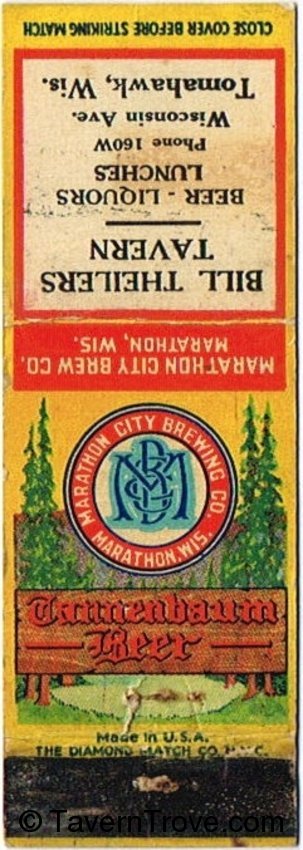 CLOSE COVER BEFORE STRIKING MATCH
BILL THEILERS
TAVERN
BEER - LIQUORS
LUNCHES
Phone 160W
Wisconsin Ave.
Tomahawk, Wis.
MARATHON CITY BREW CO.
MARATHON, WIS.
MARATHON CITY BREWING CO.
MARATHON, WIS.
MCB
Tannenbaum
Beer
Made in U.S.A.
THE DIAMOND MATCH CO. N.Y.C.
© TavernTrove.com